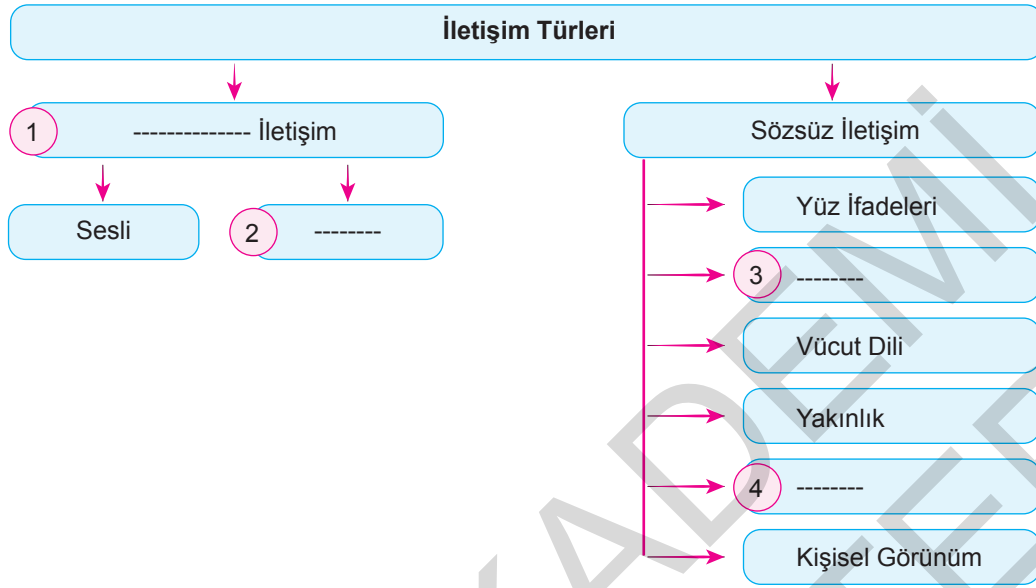 İletişim Türleri
1 -------------- İletişim
Sözsüz İletişim
Sesli
2 --------
Yüz İfadeleri
3 --------
Vücut Dili
Yakınlık
4 --------
Kişisel Görünüm